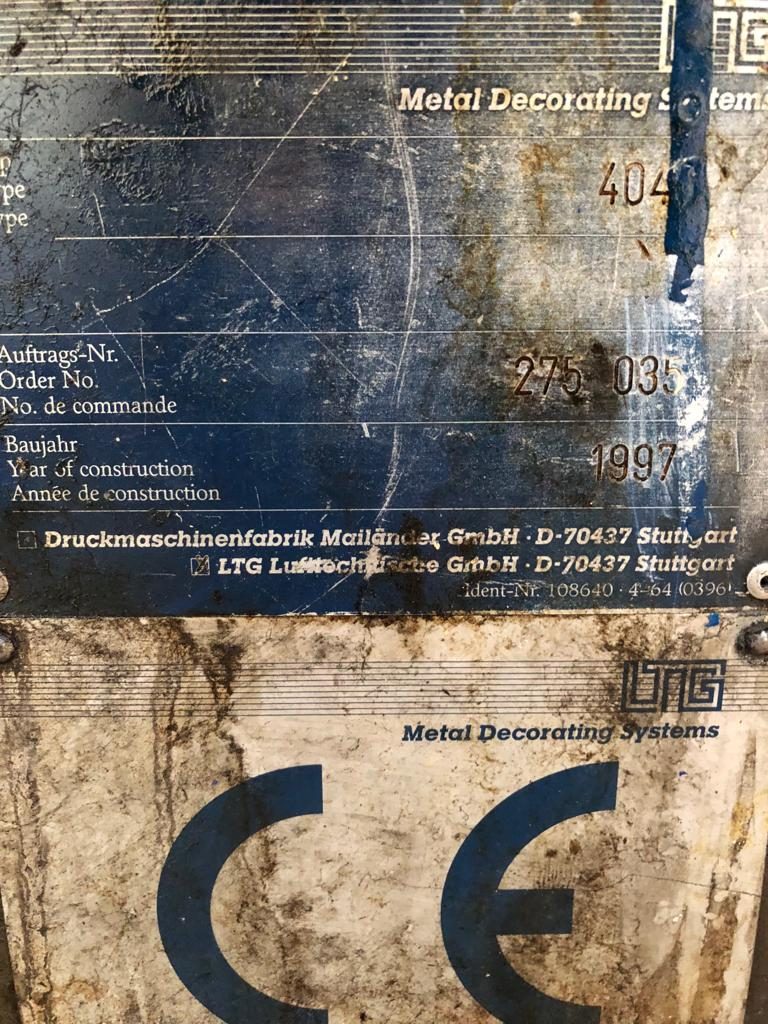 LTG
Metal Decorating Systems
404
Auftrags-Nr.
Order No.
No. de commande
275 035
Baujahr
Year of construction
Année de construction
1997
Druckmaschinenfabrik Mailänder GmbH · D-70437 Stuttgart
LTG Lufttechnische GmbH · D-70437 Stuttgart
Ident-Nr. 108640 · 4-64 (0396)
LTG
Metal Decorating Systems
CE